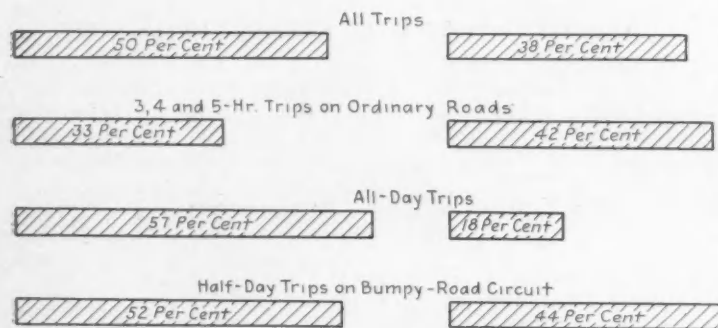 All Trips
50 Per Cent 38 Per Cent
3, 4 and 5-Hr. Trips on Ordinary Roads
33 Per Cent 42 Per Cent
All-Day Trips
57 Per Cent 18 Per Cent
Half-Day Trips on Bumpy-Road Circuit
52 Per Cent 44 Per Cent